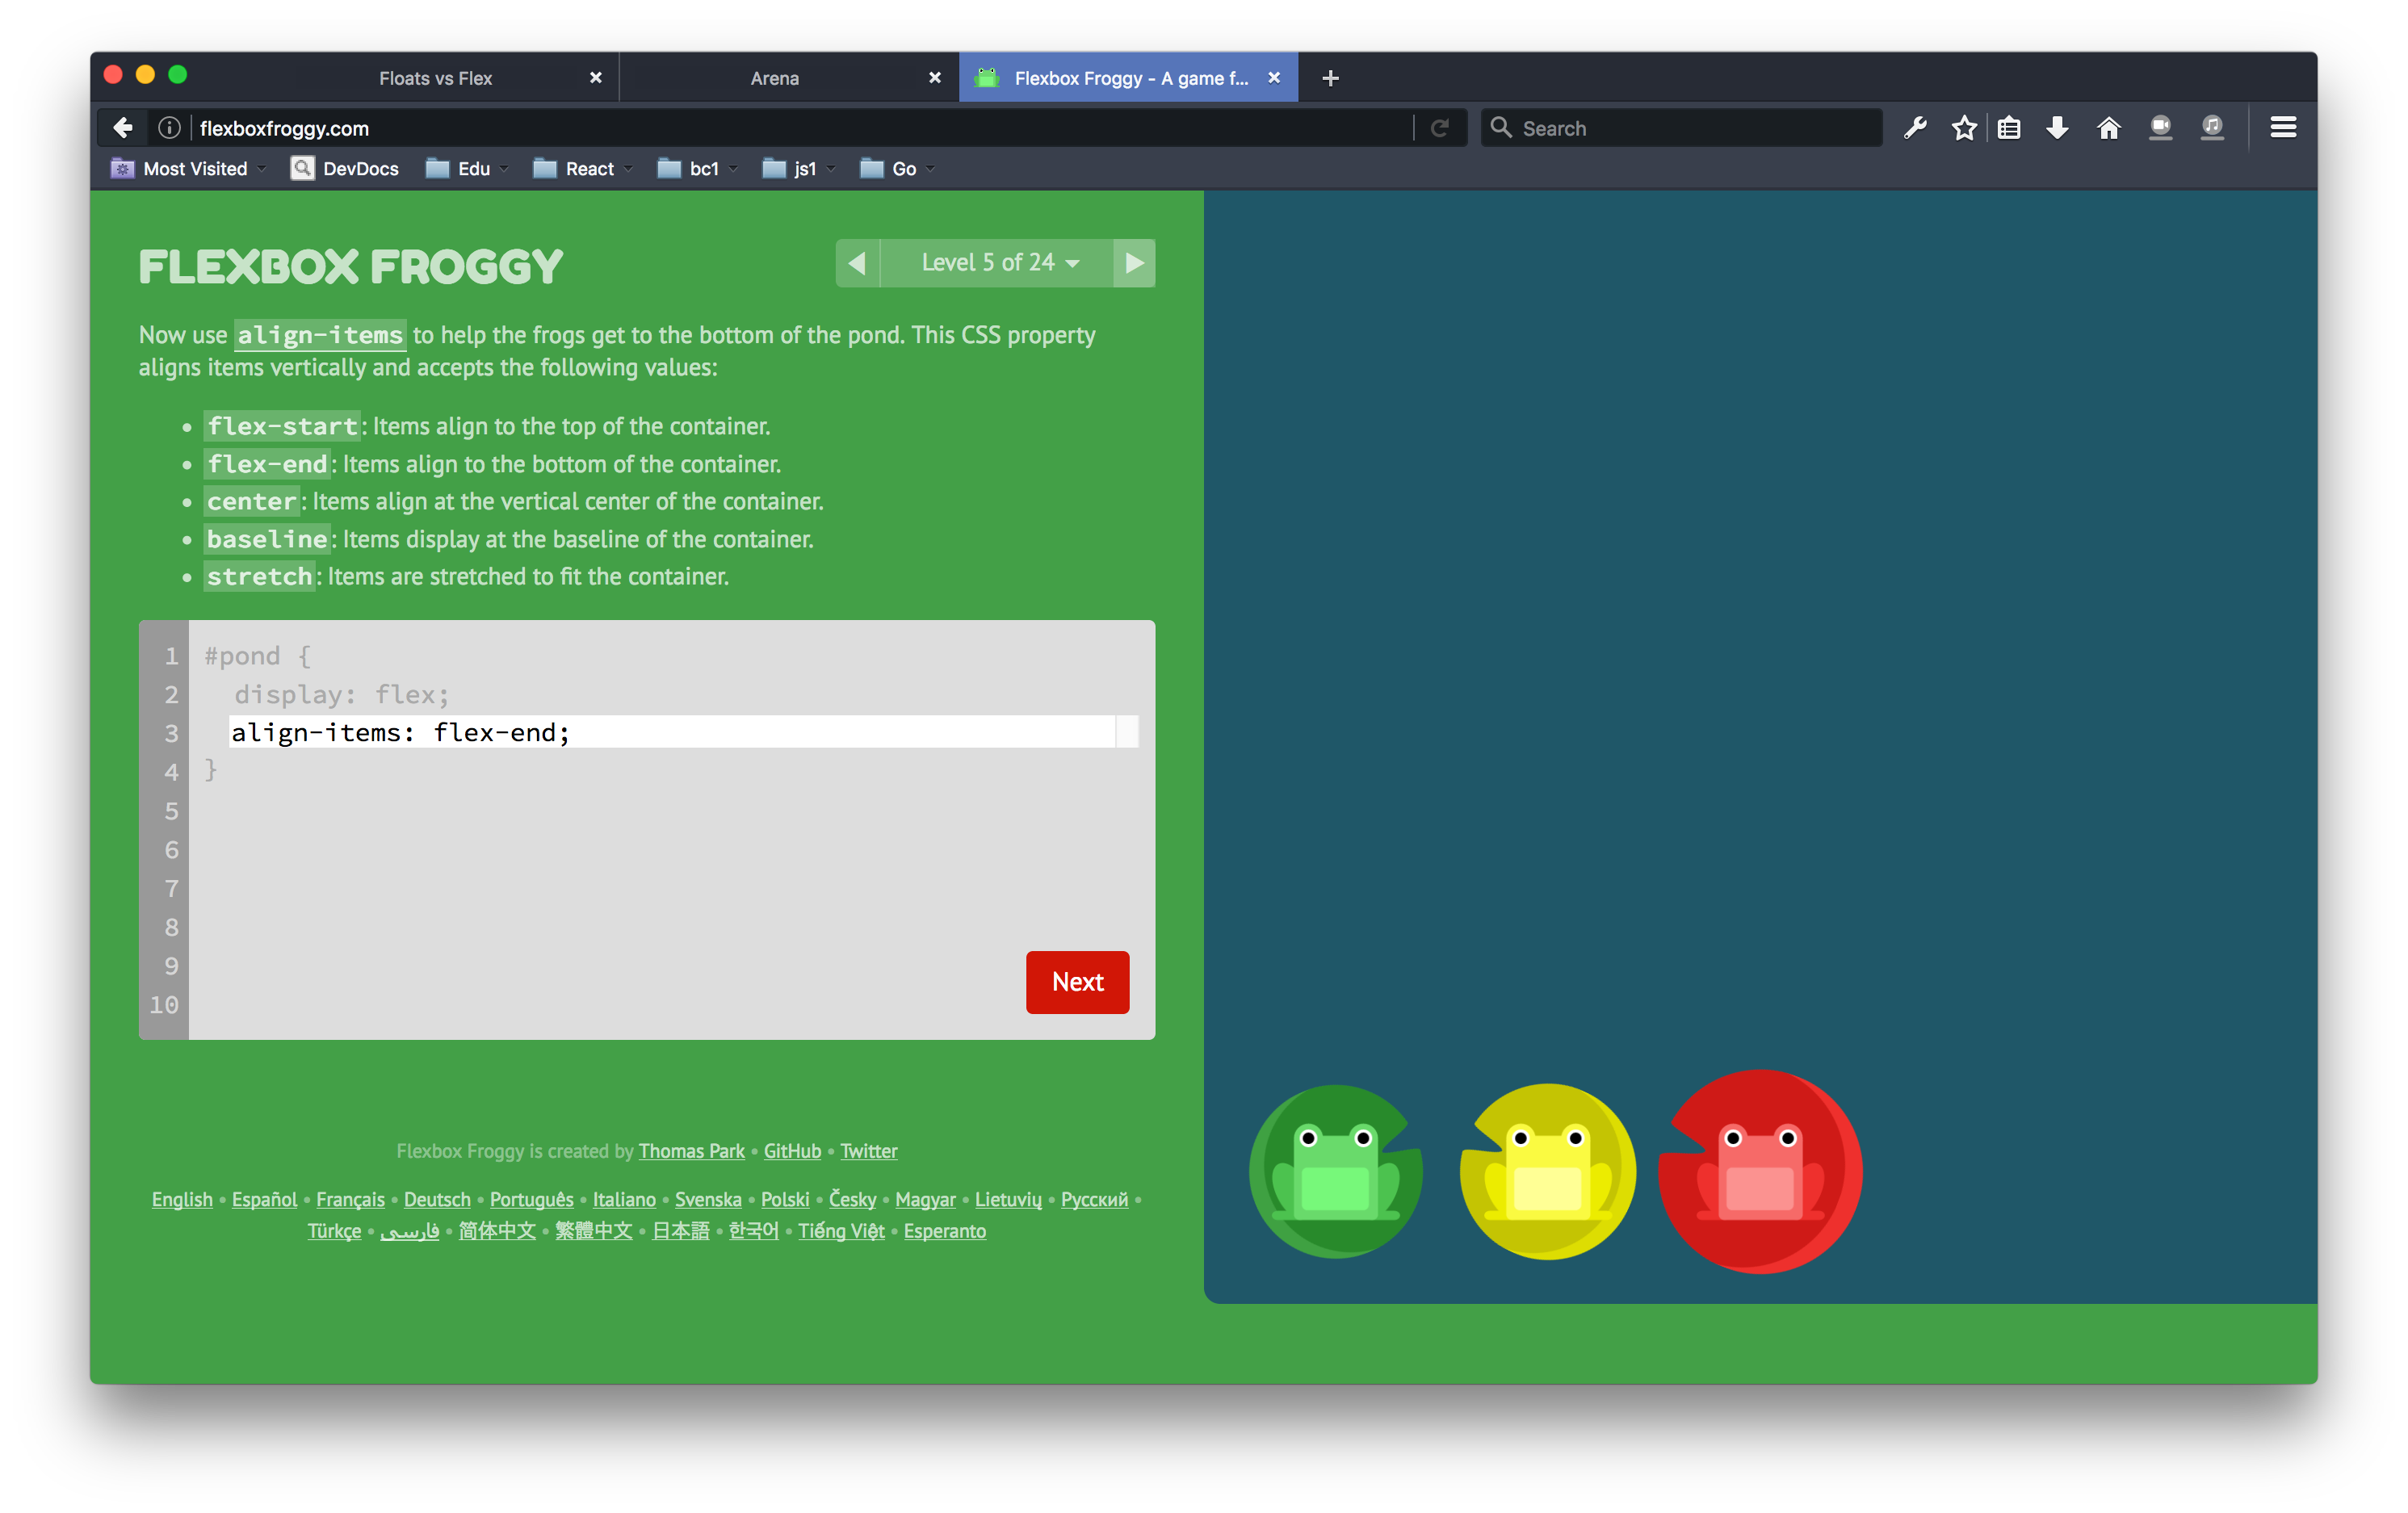 Floats vs Flex
Arena
Flexbox Froggy - A game f...
flexboxfroggy.com
Search
Most Visited
DevDocs
Edu
React
bc1
js1
Go
FLEXBOX FROGGY
Level 5 of 24
Now use align-items to help the frogs get to the bottom of the pond. This CSS property
aligns items vertically and accepts the following values:
• flex-start: Items align to the top of the container.
• flex-end: Items align to the bottom of the container.
• center: Items align at the vertical center of the container.
• baseline: Items display at the baseline of the container.
• stretch: Items are stretched to fit the container.
1 #pond {
2 display: flex;
3 align-items: flex-end;
4 }
5
6
7
8
9
10
Next
Flexbox Froggy is created by Thomas Park • GitHub • Twitter
English • Español • Français • Deutsch • Português • Italiano • Svenska • Polski • Česky • Magyar • Lietuvių • Русский •
Türkçe • فارسی • 简体中文 • 繁體中文 • 日本語 • 한국어 • Tiếng Việt • Esperanto